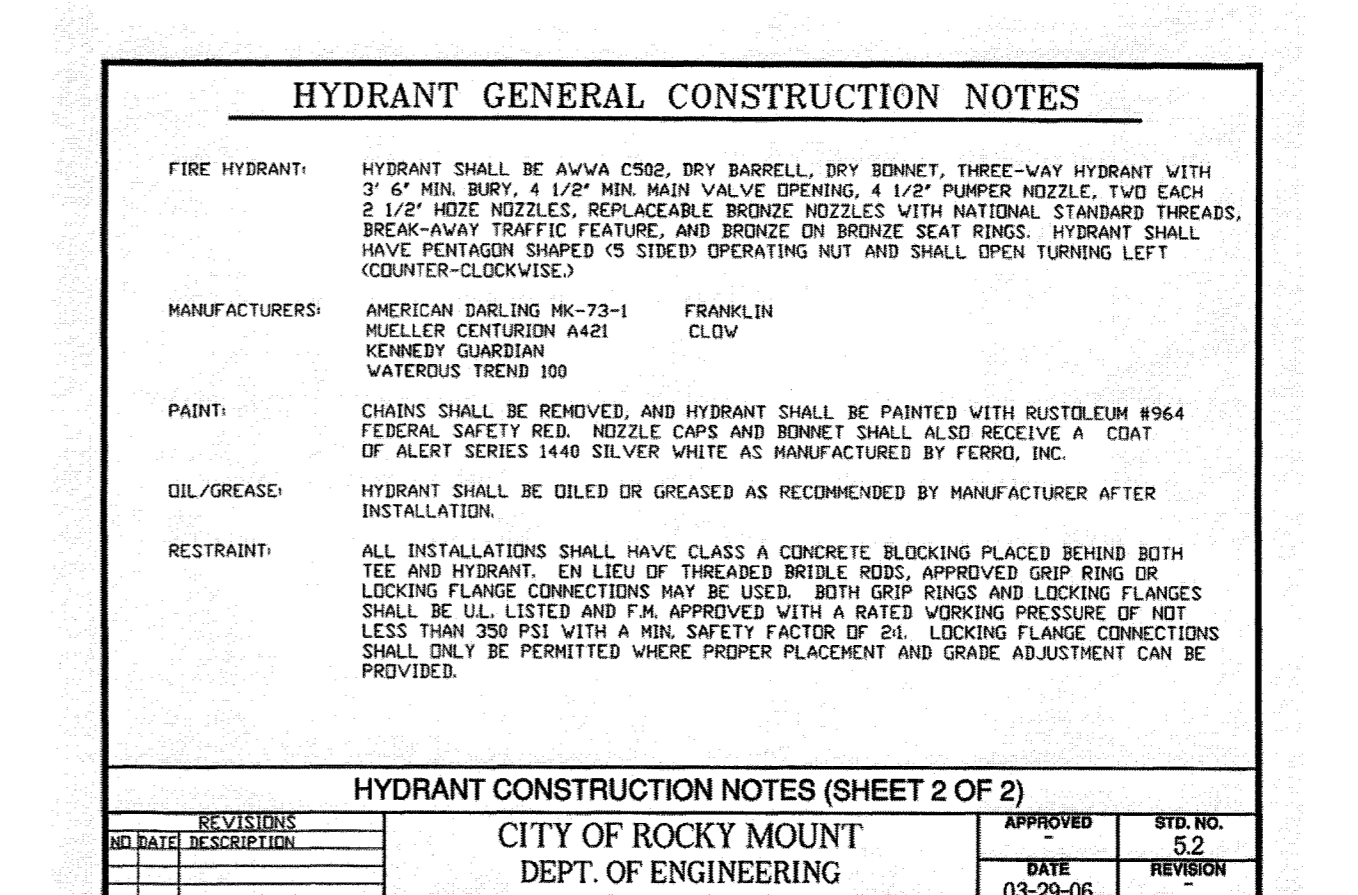 HYDRANT GENERAL CONSTRUCTION NOTES
FIRE HYDRANT: HYDRANT SHALL BE AWWA C502, DRY BARRELL, DRY BONNET, THREE-WAY HYDRANT WITH
3' 6" MIN. BURY, 4 1/2" MIN. MAIN VALVE OPENING, 4 1/2" PUMPER NOZZLE, TWO EACH
2 1/2" HOZE NOZZLES, REPLACEABLE BRONZE NOZZLES WITH NATIONAL STANDARD THREADS,
BREAK-AWAY TRAFFIC FEATURE, AND BRONZE ON BRONZE SEAT RINGS. HYDRANT SHALL
HAVE PENTAGON SHAPED (5 SIDED) OPERATING NUT AND SHALL OPEN TURNING LEFT
(COUNTER-CLOCKWISE.)
MANUFACTURERS: AMERICAN DARLING MK-73-1 FRANKLIN
MUELLER CENTURION A421 CLOW
KENNEDY GUARDIAN
WATEROUS TREND 100
PAINT: CHAINS SHALL BE REMOVED, AND HYDRANT SHALL BE PAINTED WITH RUSTOLEUM #964
FEDERAL SAFETY RED. NOZZLE CAPS AND BONNET SHALL ALSO RECEIVE A COAT
OF ALERT SERIES 1440 SILVER WHITE AS MANUFACTURED BY FERRO, INC.
OIL/GREASE: HYDRANT SHALL BE OILED OR GREASED AS RECOMMENDED BY MANUFACTURER AFTER
INSTALLATION.
RESTRAINT: ALL INSTALLATIONS SHALL HAVE CLASS A CONCRETE BLOCKING PLACED BEHIND BOTH
TEE AND HYDRANT. EN LIEU OF THREADED BRIDLE RODS, APPROVED GRIP RING OR
LOCKING FLANGE CONNECTIONS MAY BE USED. BOTH GRIP RINGS AND LOCKING FLANGES
SHALL BE U.L. LISTED AND F.M. APPROVED WITH A RATED WORKING PRESSURE OF NOT
LESS THAN 350 PSI WITH A MIN. SAFETY FACTOR OF 2:1. LOCKING FLANGE CONNECTIONS
SHALL ONLY BE PERMITTED WHERE PROPER PLACEMENT AND GRADE ADJUSTMENT CAN BE
PROVIDED.
HYDRANT CONSTRUCTION NOTES (SHEET 2 OF 2)
REVISIONS
NO DATE DESCRIPTION
CITY OF ROCKY MOUNT
DEPT. OF ENGINEERING
APPROVED
-
STD. NO.
5.2
DATE
03-29-06
REVISION
-